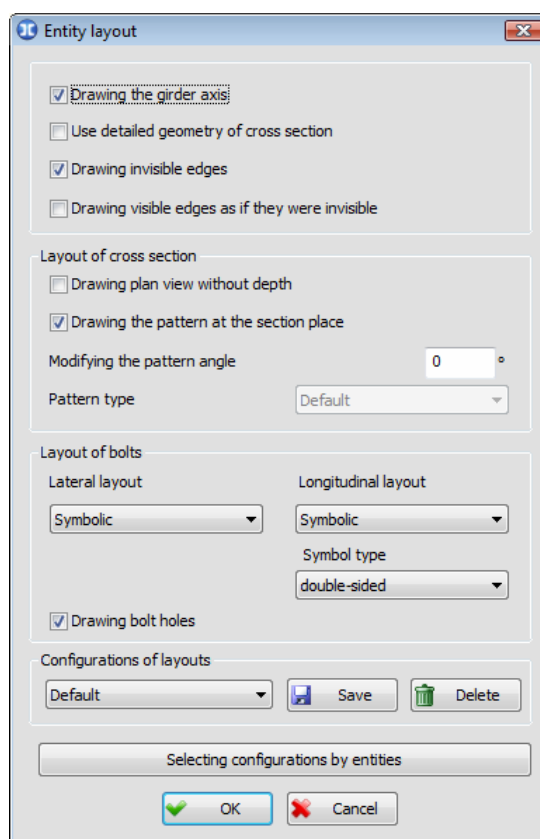 Entity layout
Drawing the girder axis
Use detailed geometry of cross section
Drawing invisible edges
Drawing visible edges as if they were invisible
Layout of cross section
Drawing plan view without depth
Drawing the pattern at the section place
Modifying the pattern angle 0 °
Pattern type Default
Layout of bolts
Lateral layout Longitudinal layout
Symbolic Symbolic
Symbol type
double-sided
Drawing bolt holes
Configurations of layouts
Default Save Delete
Selecting configurations by entities
OK Cancel